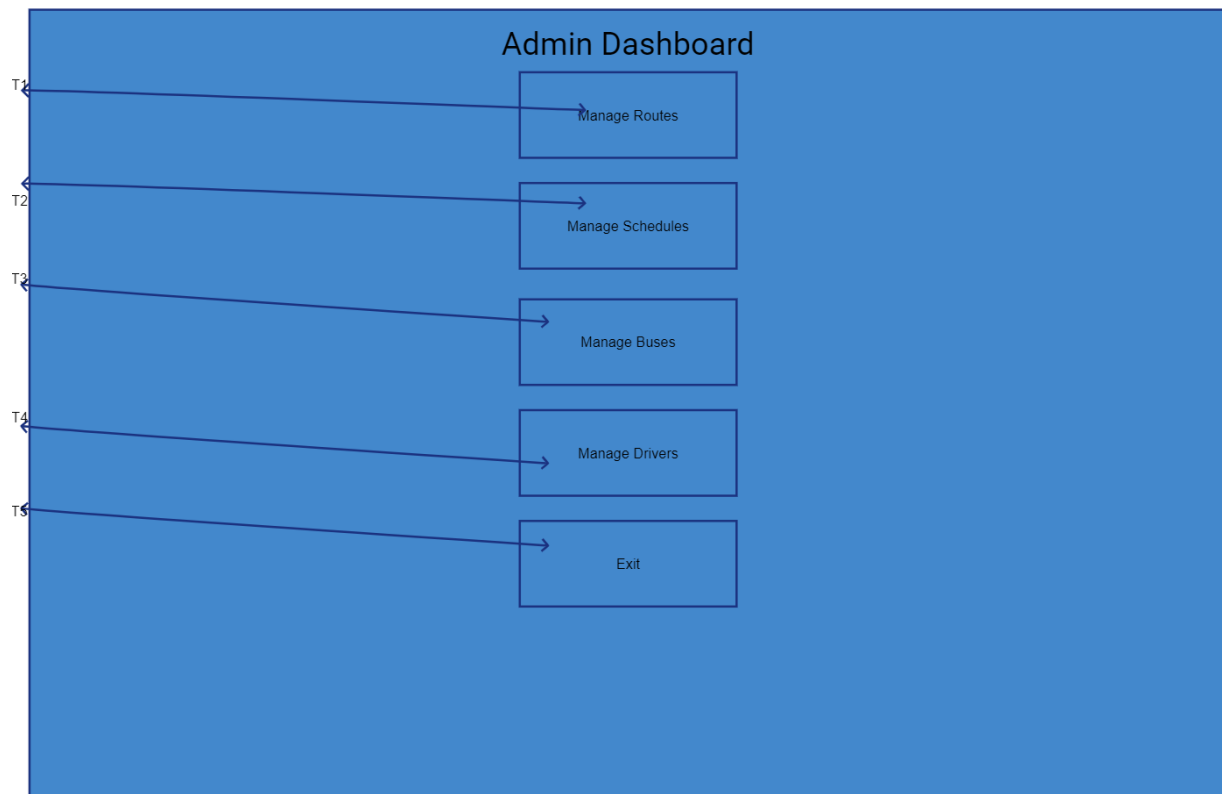 Admin Dashboard
T1
Manage Routes
T2
Manage Schedules
T3
Manage Buses
T4
Manage Drivers
T5
Exit